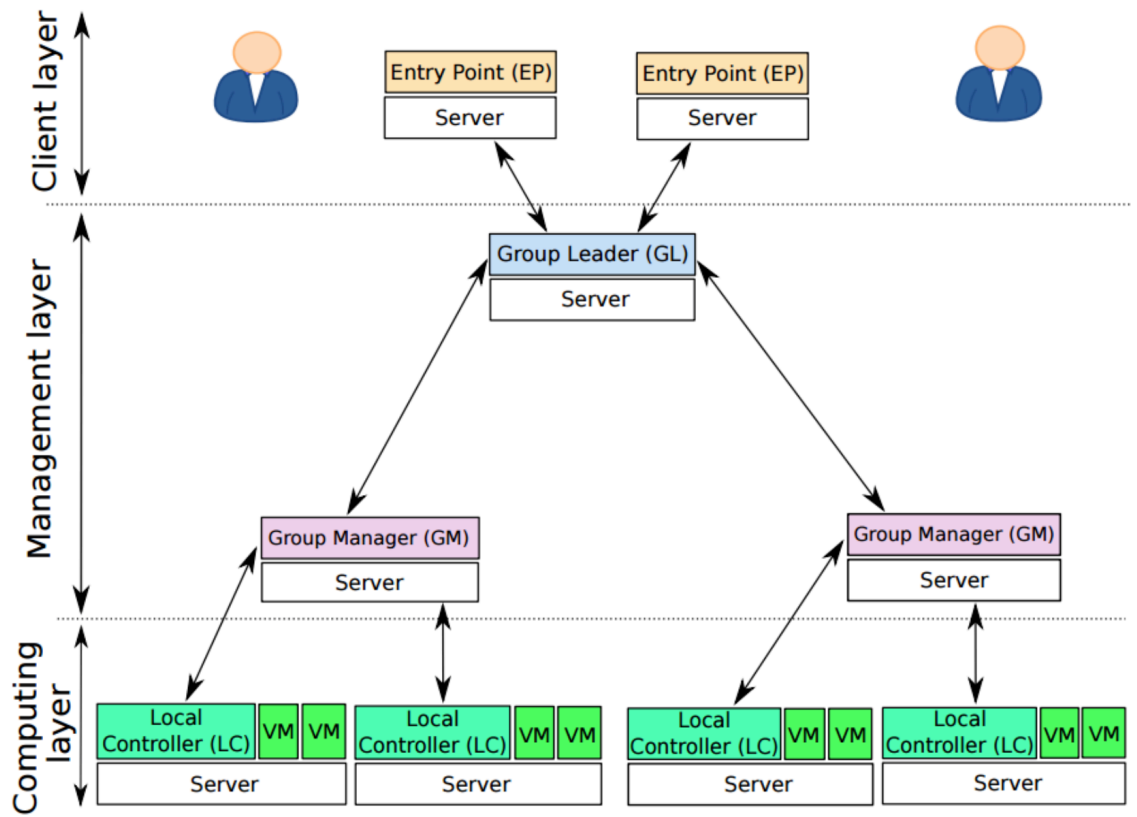 Client layer
Entry Point (EP)
Server
Entry Point (EP)
Server
Management layer
Group Leader (GL)
Server
Group Manager (GM)
Server
Group Manager (GM)
Server
Computing
layer
Local
Controller (LC)
VM
VM
Server
Local
Controller (LC)
VM
VM
Server
Local
Controller (LC)
VM
VM
Server
Local
Controller (LC)
VM
VM
Server